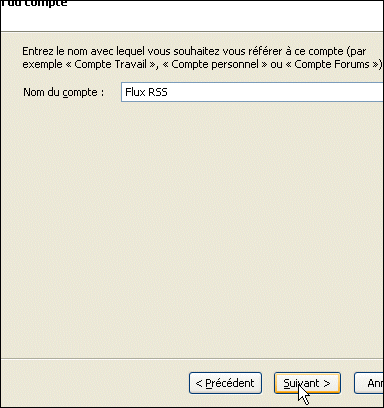 du compte
Entrez le nom avec lequel vous souhaitez vous référer à ce compte (par
exemple « Compte Travail », « Compte personnel » ou « Compte Forums »)
Nom du compte :
Flux RSS
< Précédent
Suivant >
Ann